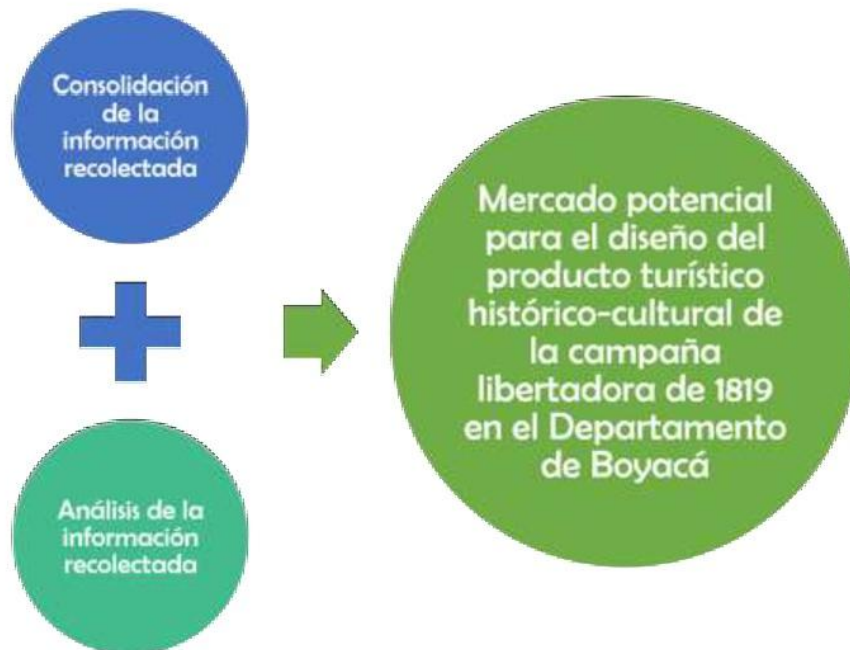 Consolidación
de la
información
recolectada
Análisis de la
información
recolectada
Mercado potencial
para el diseño del
producto turístico
histórico-cultural de
la campaña
libertadora de 1819
en el Departamento
de Boyacá